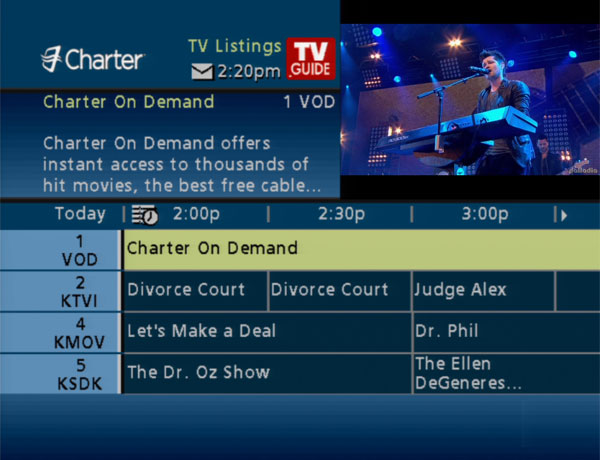 Charter
TV Listings
TV GUIDE
2:20pm
Charter On Demand 1 VOD
Charter On Demand offers
instant access to thousands of
hit movies, the best free cable...
Today 2:00p 2:30p 3:00p
1 VOD Charter On Demand
2 KTVI Divorce Court Divorce Court Judge Alex
4 KMOV Let's Make a Deal Dr. Phil
5 KSDK The Dr. Oz Show The Ellen
DeGeneres...